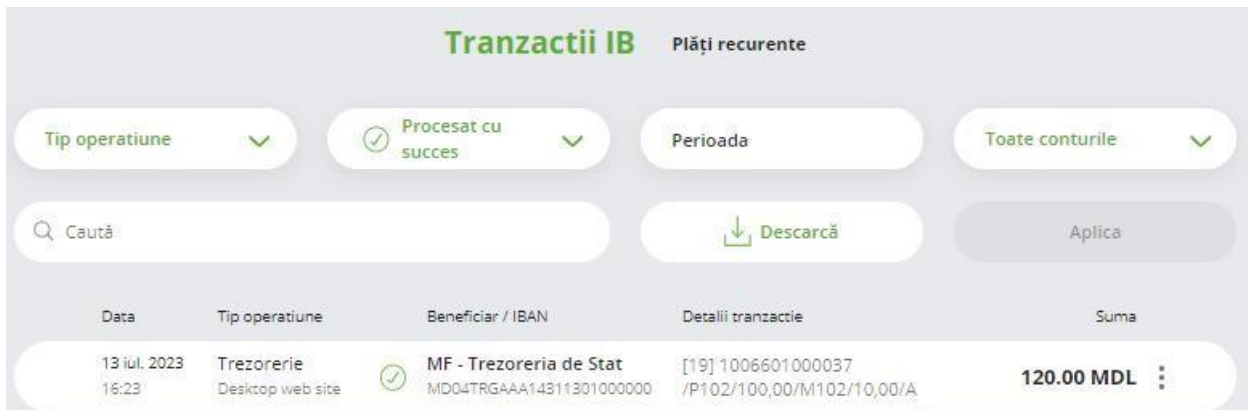 Tranzactii IB Plăți recurente
Tip operatiune
Procesat cu
succes
Perioada
Toate conturile
Caută
Descarcă
Aplica
Data Tip operatiune Beneficiar / IBAN Detalii tranzactie Suma
13 iul. 2023 Trezorerie MF - Trezoreria de Stat [19] 1006601000037 120.00 MDL
16:23 Desktop web site MD04TRGAAA14311301000000 /P102/100,00/M102/10,00/A